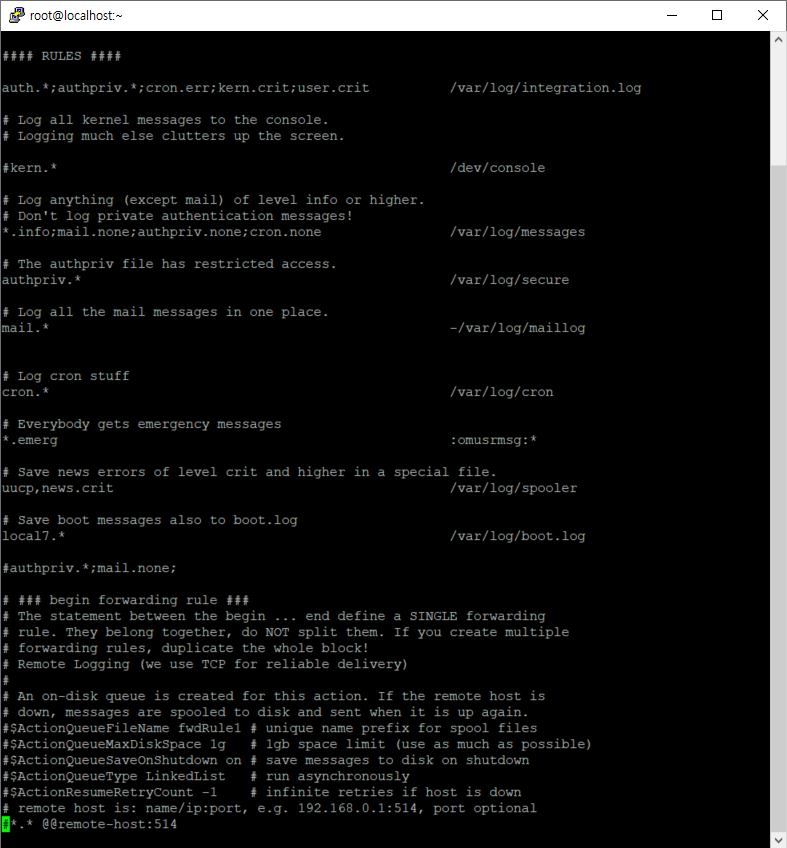 root@localhost:~
#### RULES ####
auth.*;authpriv.*;cron.err;kern.crit;user.crit          /var/log/integration.log
# Log all kernel messages to the console.
# Logging much else clutters up the screen.
#kern.*                                                 /dev/console
# Log anything (except mail) of level info or higher.
# Don't log private authentication messages!
*.info;mail.none;authpriv.none;cron.none                /var/log/messages
# The authpriv file has restricted access.
authpriv.*                                              /var/log/secure
# Log all the mail messages in one place.
mail.*                                                  -/var/log/maillog
# Log cron stuff
cron.*                                                  /var/log/cron
# Everybody gets emergency messages
*.emerg                                                 :omusrmsg:*
# Save news errors of level crit and higher in a special file.
uucp,news.crit                                          /var/log/spooler
# Save boot messages also to boot.log
local7.*                                                /var/log/boot.log
#authpriv.*;mail.none;
# ### begin forwarding rule ###
# The statement between the begin ... end define a SINGLE forwarding
# rule. They belong together, do NOT split them. If you create multiple
# forwarding rules, duplicate the whole block!
# Remote Logging (we use TCP for reliable delivery)
#
# An on-disk queue is created for this action. If the remote host is
# down, messages are spooled to disk and sent when it is up again.
#$ActionQueueFileName fwdRule1 # unique name prefix for spool files
#$ActionQueueMaxDiskSpace 1g   # 1gb space limit (use as much as possible)
#$ActionQueueSaveOnShutdown on # save messages to disk on shutdown
#$ActionQueueType LinkedList   # run asynchronously
#$ActionResumeRetryCount -1    # infinite retries if host is down
# remote host is: name/ip:port, e.g. 192.168.0.1:514, port optional
#*.* @@remote-host:514